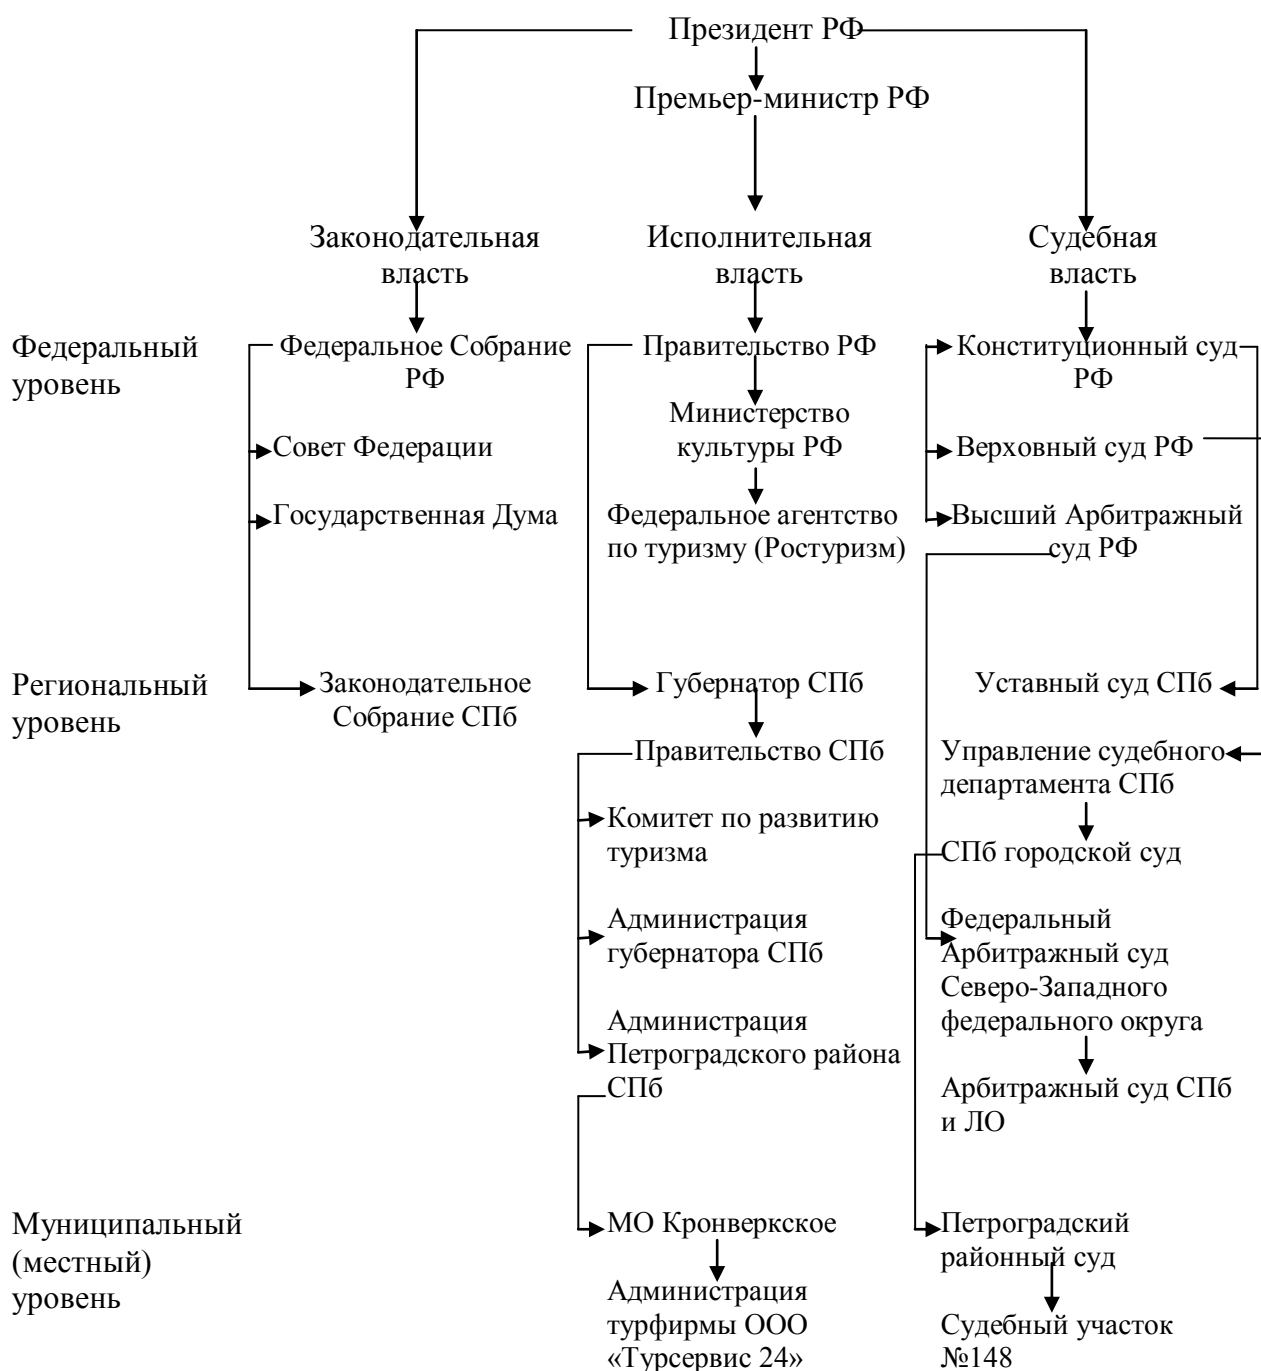 Президент РФ
Премьер-министр РФ
Законодательная
власть
Исполнительная
власть
Судебная
власть
Федеральный
уровень
Федеральное Собрание
РФ
Совет Федерации
Государственная Дума
Правительство РФ
Министерство
культуры РФ
Федеральное агентство
по туризму (Ростуризм)
Конституционный суд
РФ
Верховный суд РФ
Высший Арбитражный
суд РФ
Региональный
уровень
Законодательное
Собрание СПб
Губернатор СПб
Правительство СПб
Комитет по развитию
туризма
Администрация
губернатора СПб
Администрация
Петроградского района
СПб
Уставный суд СПб
Управление судебного
департамента СПб
СПб городской суд
Федеральный
Арбитражный суд
Северо-Западного
федерального округа
Арбитражный суд СПб
и ЛО
Муниципальный
(местный)
уровень
МО Кронверкское
Администрация
турфирмы ООО
«Турсервис 24»
Петроградский
районный суд
Судебный участок
№148